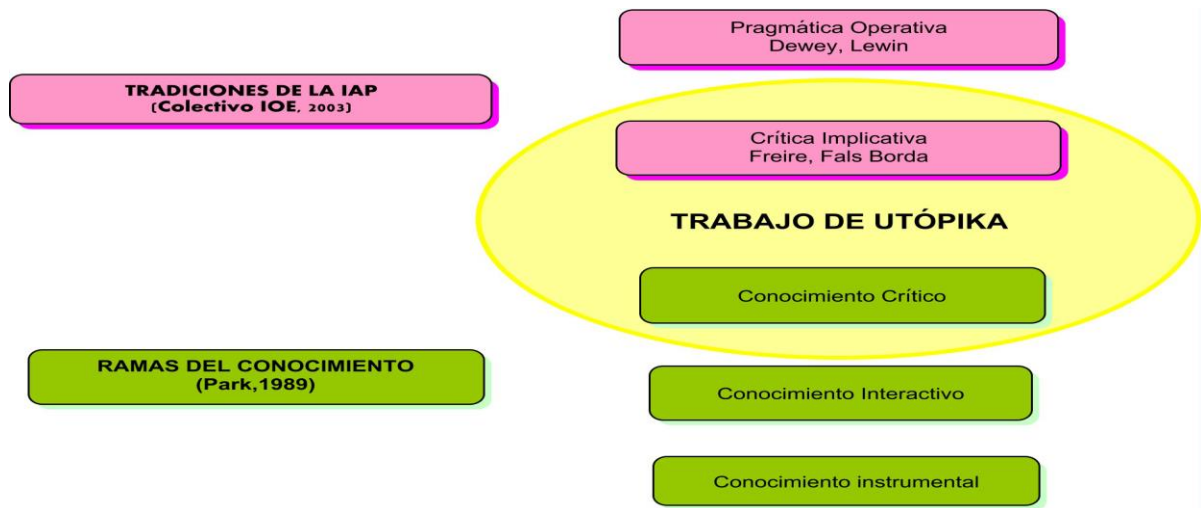 Pragmática Operativa
Dewey, Lewin
TRADICIONES DE LA IAP
(Colectivo IOE, 2003)
Crítica Implicativa
Freire, Fals Borda
TRABAJO DE UTÓPIKA
Conocimiento Crítico
RAMAS DEL CONOCIMIENTO
(Park,1989)
Conocimiento Interactivo
Conocimiento instrumental